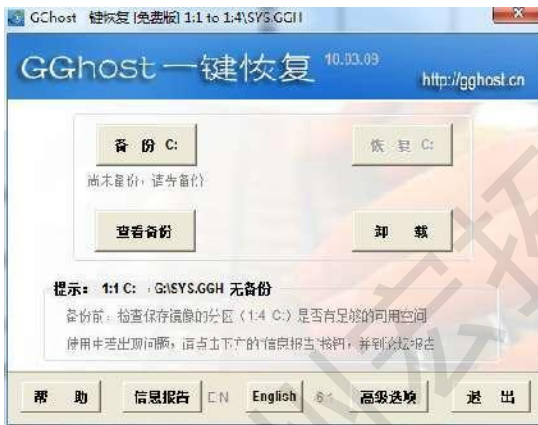 GGhost 一键恢复 [免费版] 1:1 to 1:4\SYS.GGH
GGhost一键恢复 10.03.09
http://gghost.cn
备 份 C:
恢 复 C:
尚未备份，请先备份
查看备份
卸 载
提示： 1:1 C: G:\SYS.GGH 无备份
备份前，检查保存镜像的分区（1:4 C:）是否有足够的可用空间
使用中若出现问题，请点击下方的“信息报告”按钮，并到论坛报告
帮 助
信息报告
EN
English
高级选项
退 出